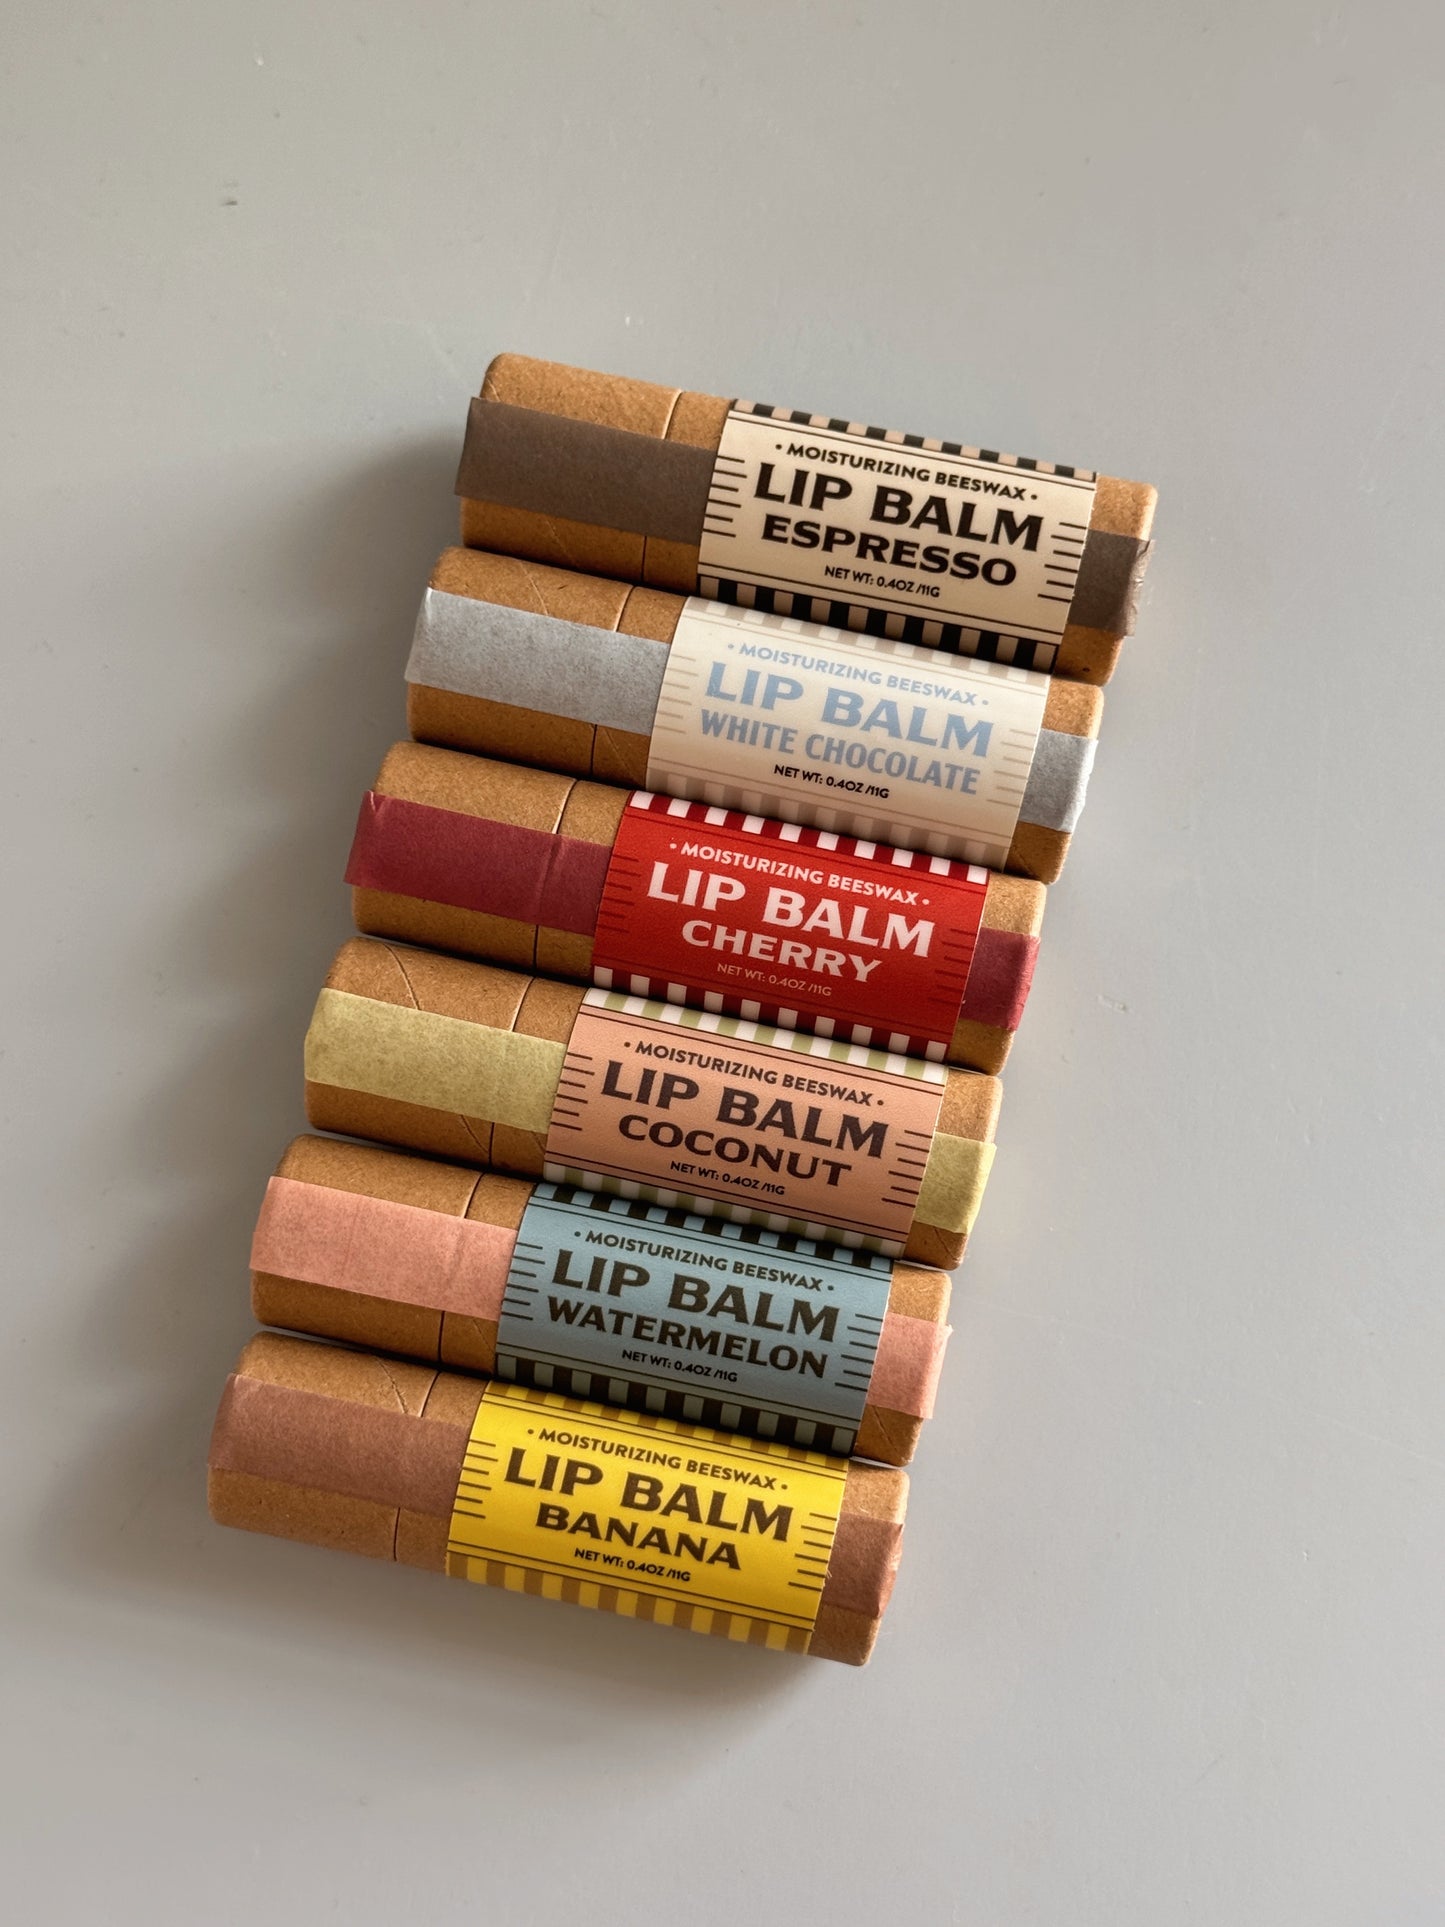 • MOISTURIZING BEESWAX •
LIP BALM
ESPRESSO
NET WT: 0.4OZ /11G
• MOISTURIZING BEESWAX •
LIP BALM
WHITE CHOCOLATE
NET WT: 0.4OZ /11G
• MOISTURIZING BEESWAX •
LIP BALM
CHERRY
NET WT: 0.4OZ /11G
• MOISTURIZING BEESWAX •
LIP BALM
COCONUT
NET WT: 0.4OZ /11G
• MOISTURIZING BEESWAX •
LIP BALM
WATERMELON
NET WT: 0.4OZ /11G
• MOISTURIZING BEESWAX •
LIP BALM
BANANA
NET WT: 0.4OZ /11G